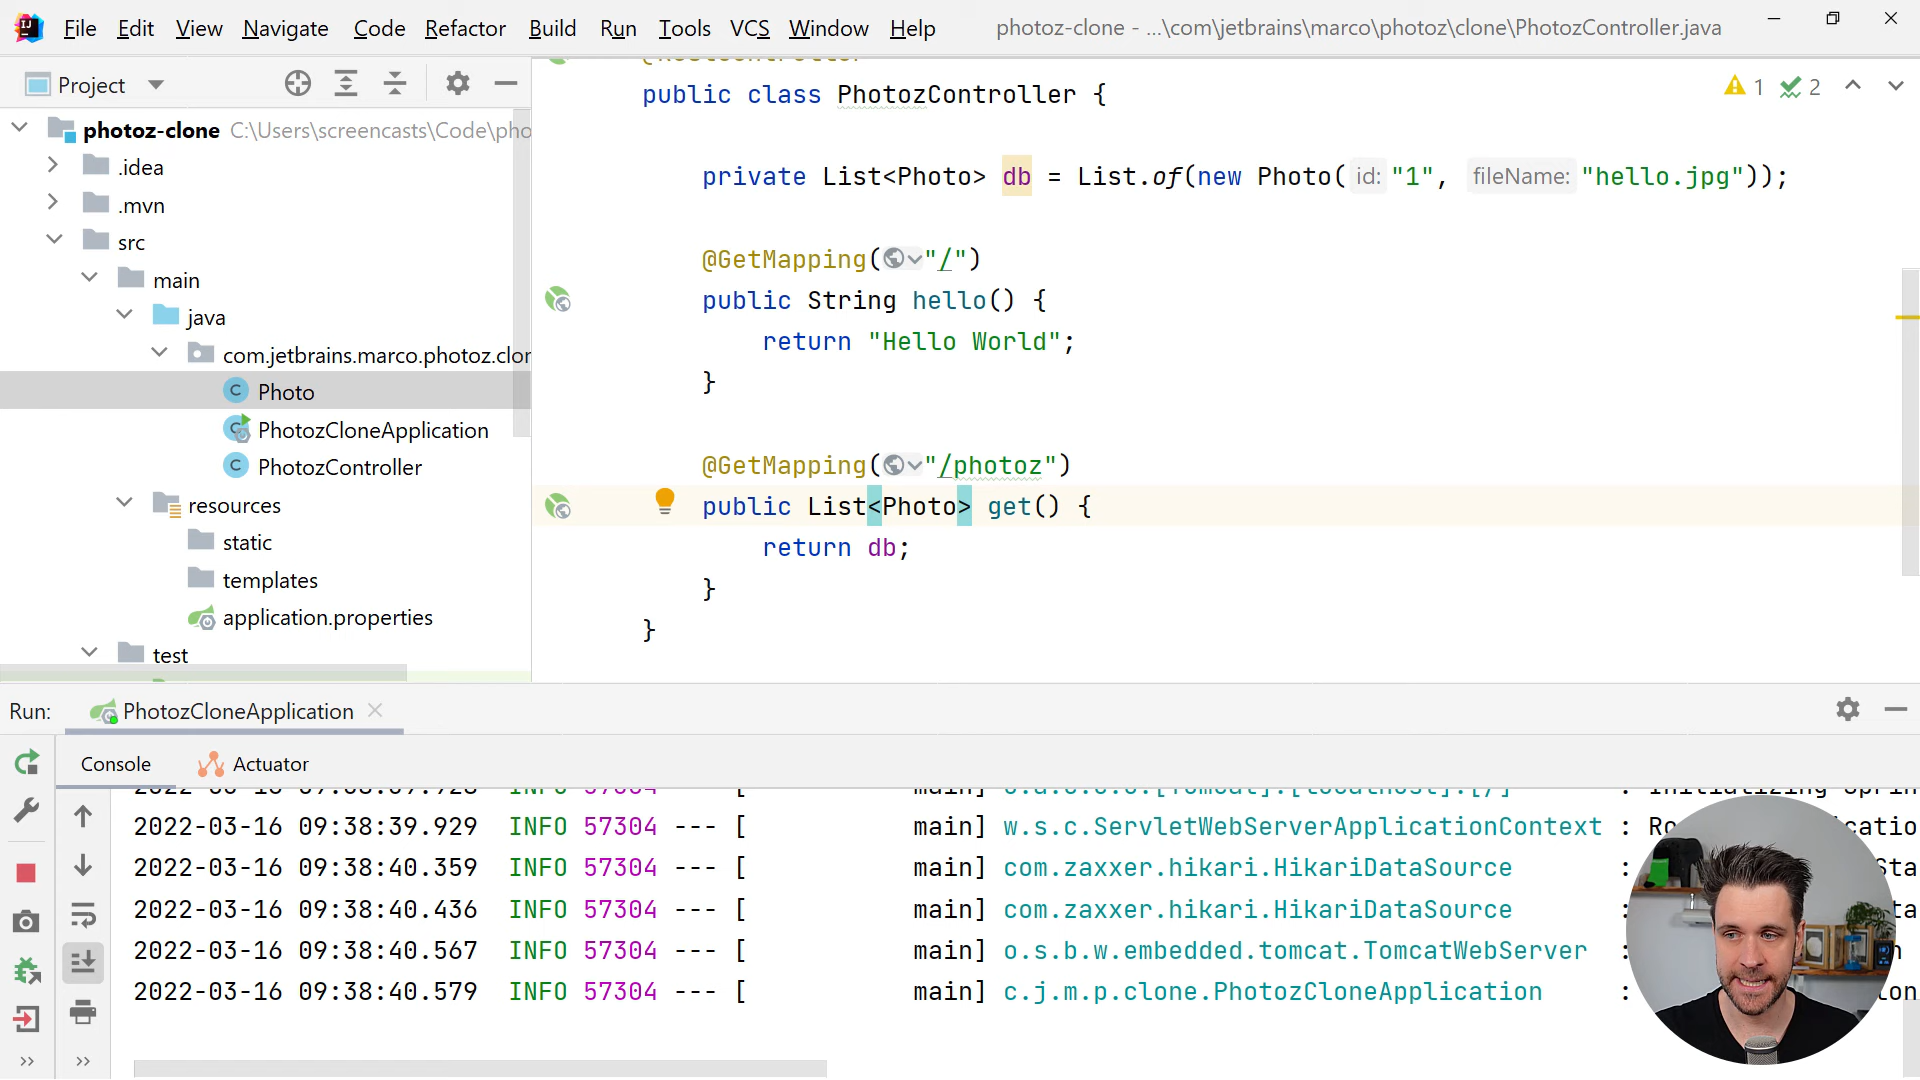 File Edit View Navigate Code Refactor Build Run Tools VCS Window Help photoz-clone - ...\com\jetbrains\marco\photoz\clone\PhotozController.java
Project
photoz-clone C:\Users\screencasts\Code\pho
.idea
.mvn
src
main
java
com.jetbrains.marco.photoz.clon
Photo
PhotozCloneApplication
PhotozController
resources
static
templates
application.properties
test
1 2
public class PhotozController {
private List<Photo> db = List.of(new Photo( id: "1", fileName: "hello.jpg"));
@GetMapping("/")
public String hello() {
return "Hello World";
}
@GetMapping("/photoz")
public List<Photo> get() {
return db;
}
}
Run: PhotozCloneApplication
Console Actuator
2022-03-16 09:38:39.929 INFO 57304 --- [ main] w.s.c.ServletWebServerApplicationContext : Ro
2022-03-16 09:38:40.359 INFO 57304 --- [ main] com.zaxxer.hikari.HikariDataSource :
2022-03-16 09:38:40.436 INFO 57304 --- [ main] com.zaxxer.hikari.HikariDataSource :
2022-03-16 09:38:40.567 INFO 57304 --- [ main] o.s.b.w.embedded.tomcat.TomcatWebServer :
2022-03-16 09:38:40.579 INFO 57304 --- [ main] c.j.m.p.clone.PhotozCloneApplication :